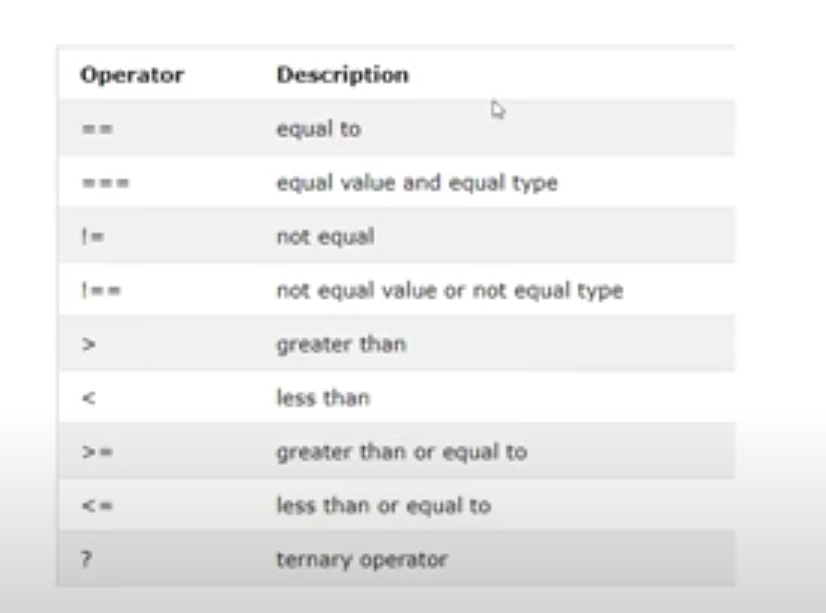 Operator Description
== equal to
=== equal value and equal type
!= not equal
!== not equal value or not equal type
> greater than
< less than
>= greater than or equal to
<= less than or equal to
? ternary operator